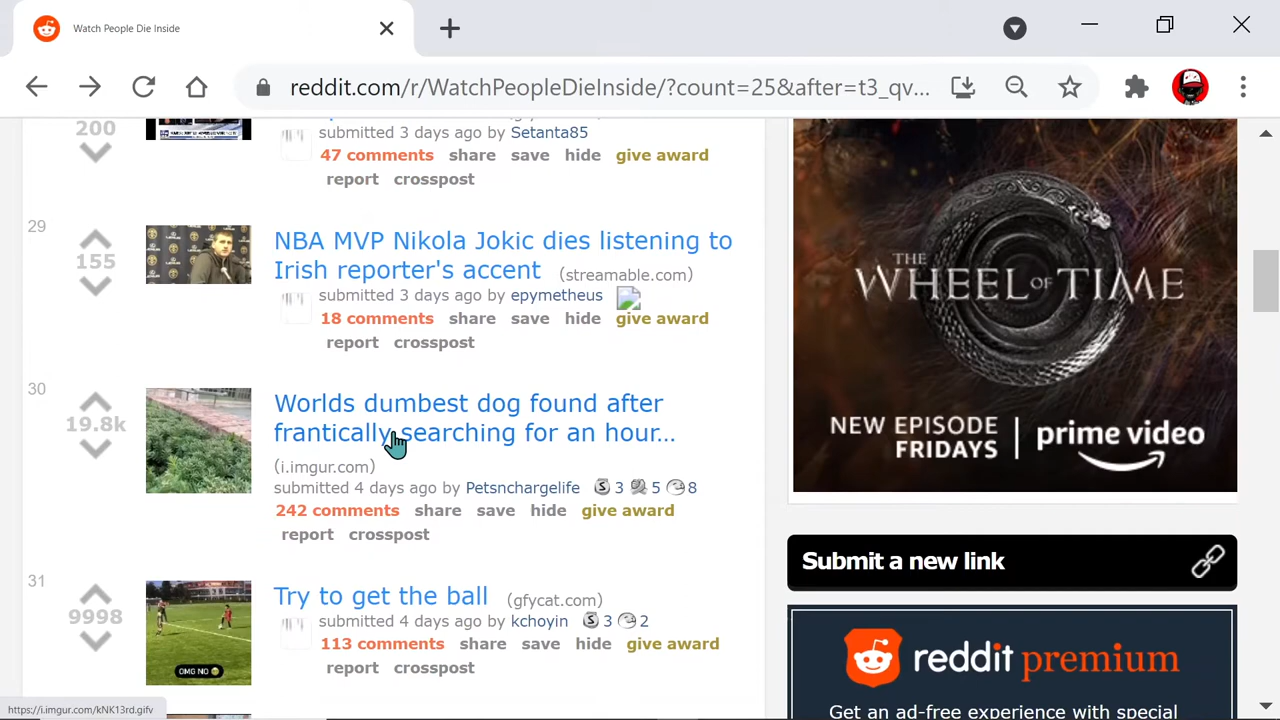 Watch People Die Inside
reddit.com/r/WatchPeopleDieInside/?count=25&after=t3_qv...
200
submitted 3 days ago by Setanta85
47 comments share save hide give award
report crosspost
29
155
NBA MVP Nikola Jokic dies listening to
Irish reporter's accent (streamable.com)
submitted 3 days ago by epymetheus
18 comments share save hide give award
report crosspost
30
19.8k
Worlds dumbest dog found after
frantically searching for an hour...
(i.imgur.com)
submitted 4 days ago by Petsnchargelife 3 5 8
242 comments share save hide give award
report crosspost
31
9998
Try to get the ball (gfycat.com)
submitted 4 days ago by kchoyin 3 2
113 comments share save hide give award
report crosspost
OMG NO
https://i.imgur.com/kNK13rd.gifv
THE
WHEEL OF TIME
NEW EPISODE
FRIDAYS
prime video
Submit a new link
reddit premium
Get an ad-free experience with special